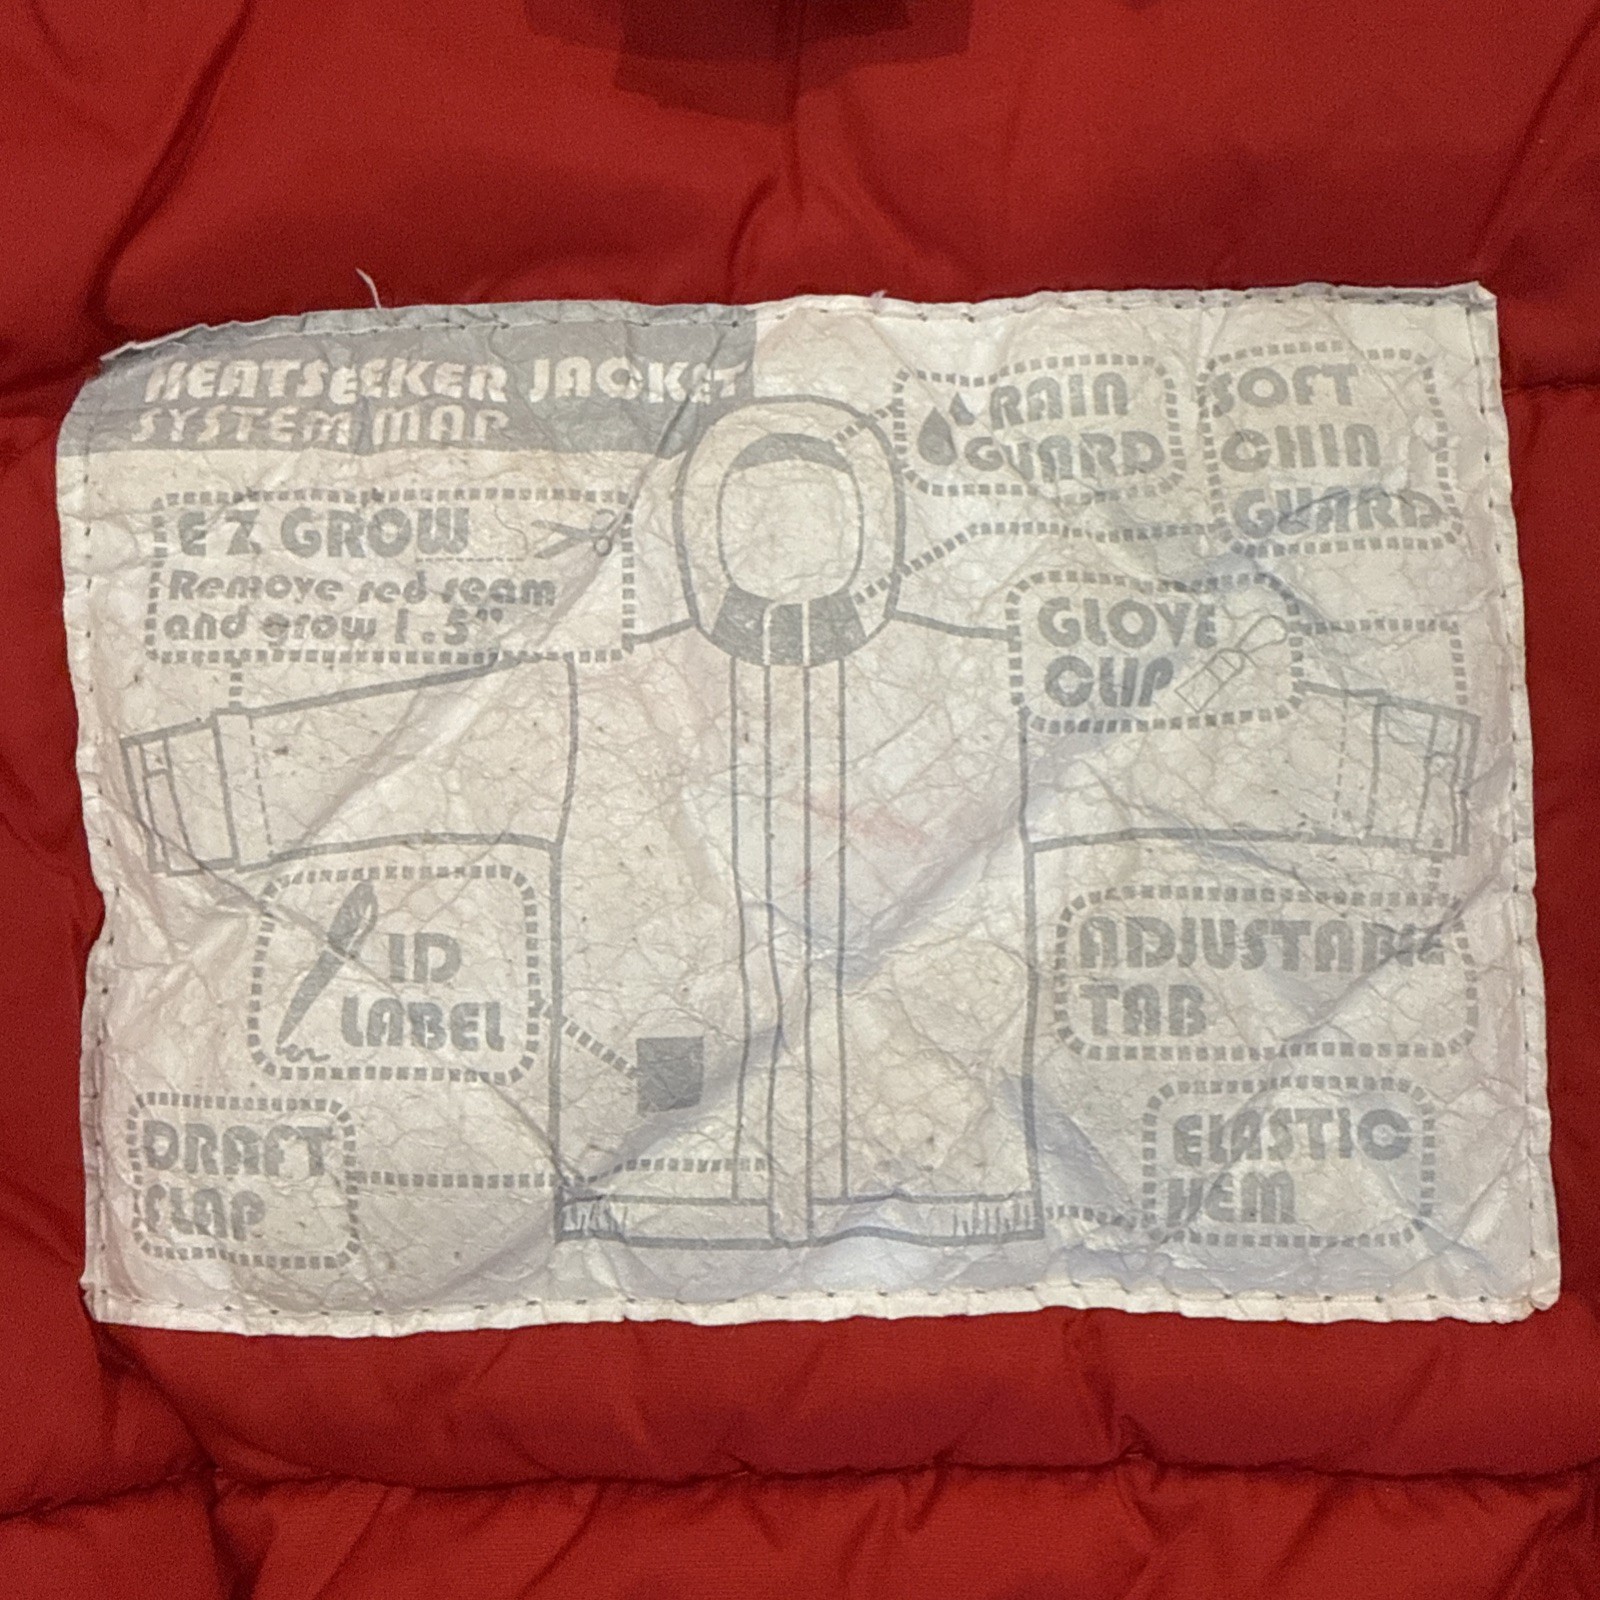 HEATSEEKER JACKET
SYSTEM MAP
E Z GROW
Remove red seam
and grow 1.5"
RAIN
GUARD
SOFT
CHIN
GUARD
GLOVE
CLIP
ID
LABEL
ADJUSTABLE
TAB
DRAFT
FLAP
ELASTIC
HEM